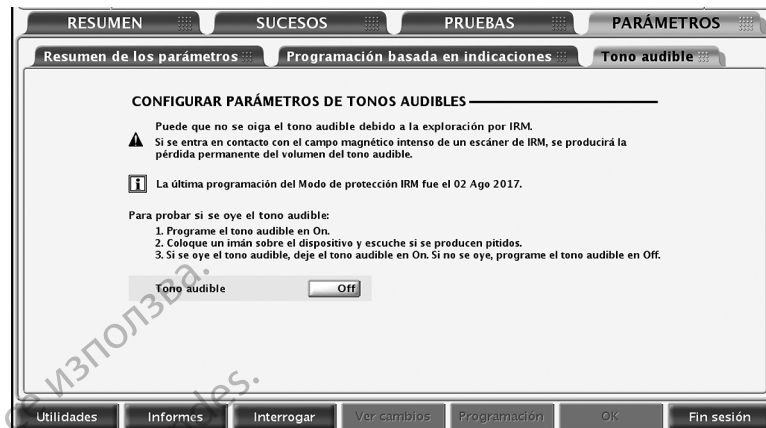 RESUMEN SUCESOS PRUEBAS PARÁMETROS
Resumen de los parámetros Programación basada en indicaciones Tono audible
CONFIGURAR PARÁMETROS DE TONOS AUDIBLES
Puede que no se oiga el tono audible debido a la exploración por IRM.
Si se entra en contacto con el campo magnético intenso de un escáner de IRM, se producirá la
pérdida permanente del volumen del tono audible.
La última programación del Modo de protección IRM fue el 02 Ago 2017.
Para probar si se oye el tono audible:
1. Programe el tono audible en On.
2. Coloque un imán sobre el dispositivo y escuche si se producen pitidos.
3. Si se oye el tono audible, deje el tono audible en On. Si no se oye, programe el tono audible en Off.
Tono audible Off
Utilidades Informes Interrogar Ver cambios Programación OK Fin sesión